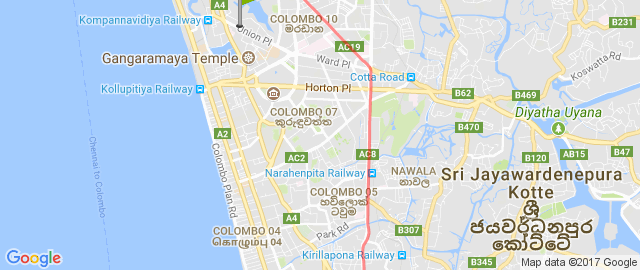 A4
Kompannavidiya Railway
COLOMBO 10
මරදාන
B231
Union Pl
AC19
Gangaramaya Temple
Ward Pl
Koswatta Rd
Cotta Road
Kollupitiya Railway
Horton Pl
B62
B469
COLOMBO 07
කුරුඳුවත්ත
Diyatha Uyana
A2
B470
Chennai to Colombo
Colombo Plan Rd
AC2
AC8
B120
AB15
B47
Narahenpita Railway
NAWALA
නාවල
Sri Jayawardenepura
Kotte
ශ්‍රී
ජයවර්ධනපුර
කෝට්ටේ
COLOMBO 05
හැව්ලොක්
ටවුම
A4
COLOMBO 04
கொழும்பு 04
Park Rd
B307
Kirillapona Railway
B345
Google
Map data ©2017 Google